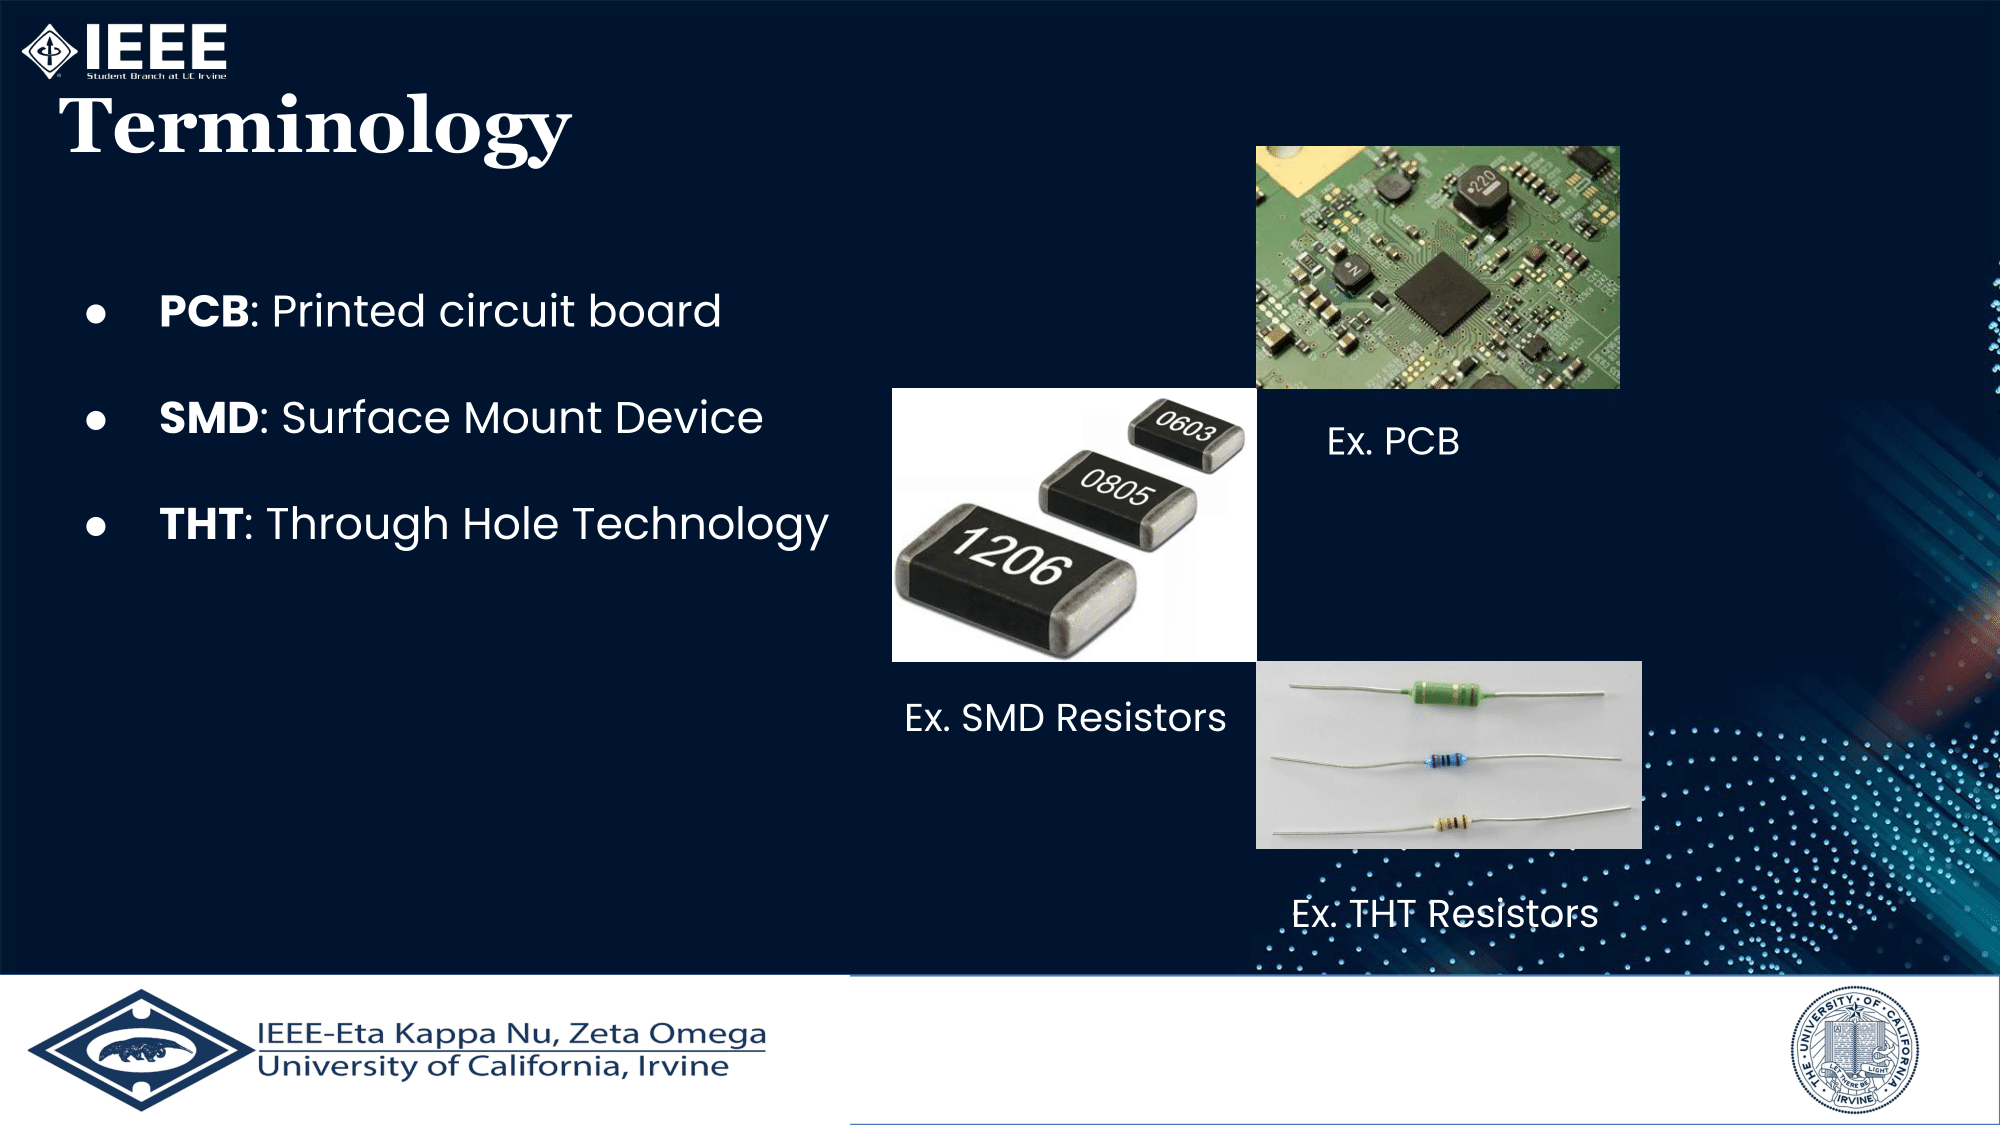 IEEE
Student Branch at UC Irvine
Terminology
● PCB: Printed circuit board
● SMD: Surface Mount Device
● THT: Through Hole Technology
220
N
Ex. PCB
0603
0805
1206
Ex. SMD Resistors
Ex. THT Resistors
IEEE-Eta Kappa Nu, Zeta Omega
University of California, Irvine
THE · UNIVERSITY · OF · CALIFORNIA
LET THERE BE LIGHT
IRVINE